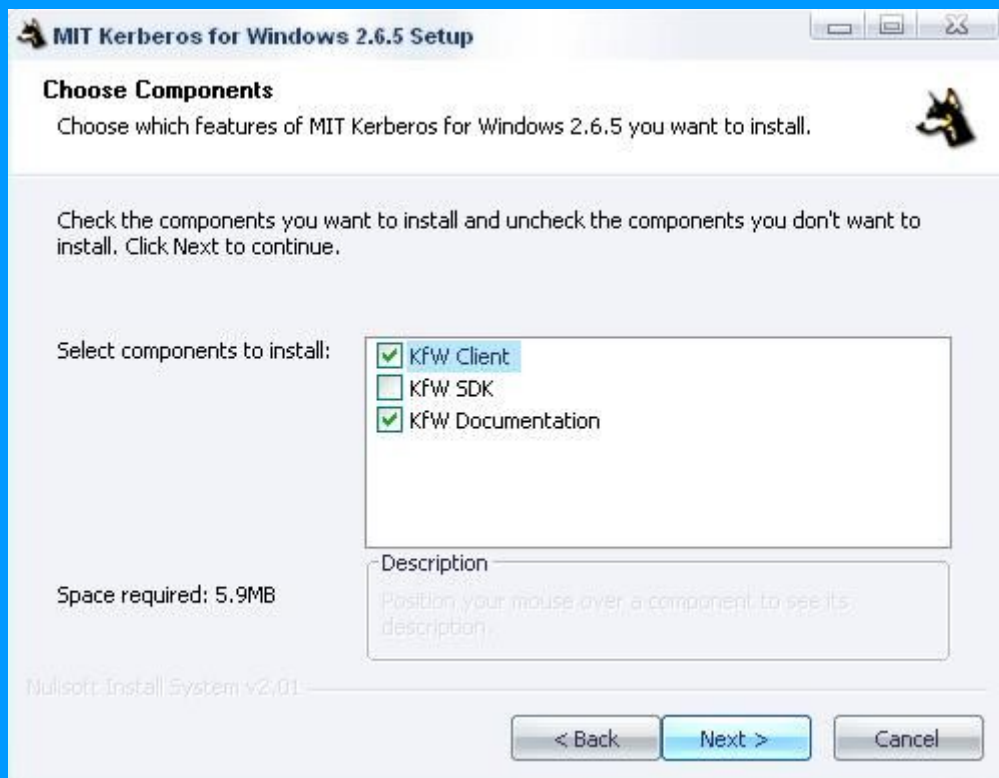 MIT Kerberos for Windows 2.6.5 Setup
Choose Components
Choose which features of MIT Kerberos for Windows 2.6.5 you want to install.
Check the components you want to install and uncheck the components you don't want to
install. Click Next to continue.
Select components to install:
KfW Client
KfW SDK
KfW Documentation
Space required: 5.9MB
Description
Position your mouse over a component to see its
description.
Nullsoft Install System v2.01
< Back
Next >
Cancel